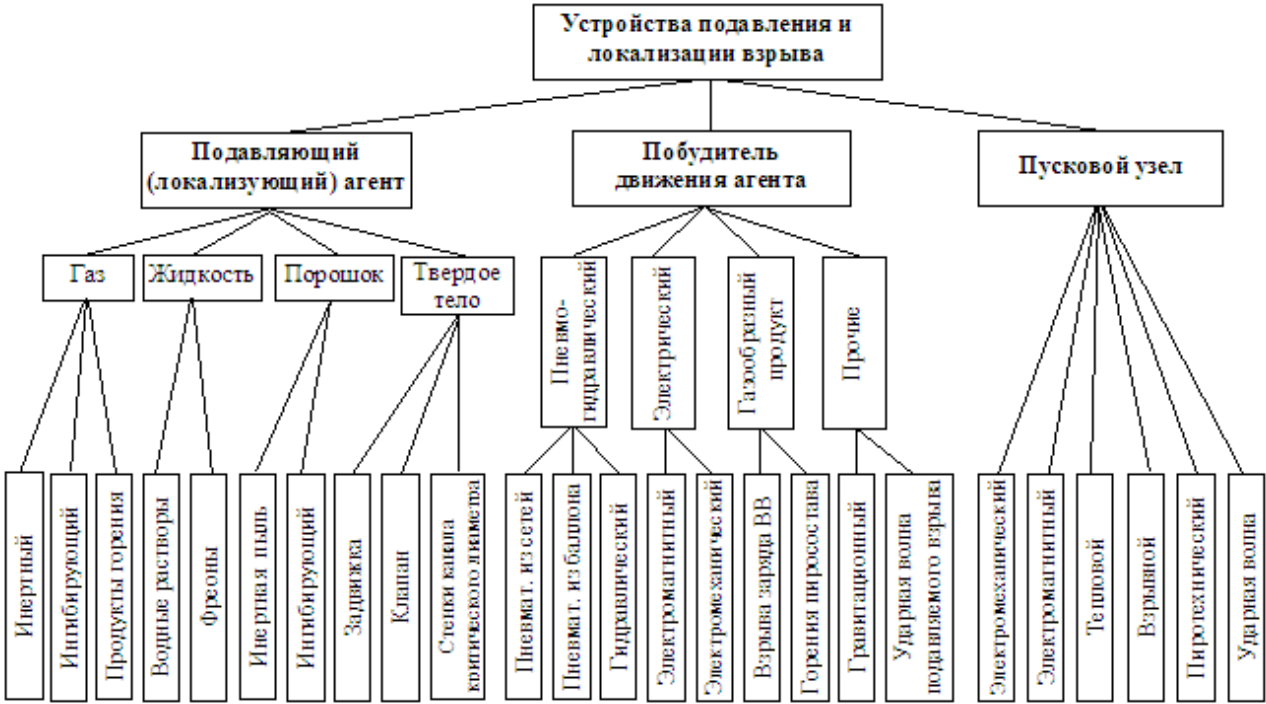 Устройства подавления и
локализации взрыва
Подавляющий
(локализующий) агент
Побудитель
движения агента
Пусковой узел
Газ
Жидкость
Порошок
Твердое
тело
Пневмо-
гидравлический
Электрический
Газообразный
продукт
Прочие
Инертный
Ингибирующий
Продукты горения
Водные растворы
Фреоны
Инертная пыль
Ингибирующий
Задвижка
Клапан
Стенки канала
критического диаметра
Пневмат. из сетей
Пневмат. из баллона
Гидравлический
Электромагнитный
Электромеханический
Взрыва заряда ВВ
Горения пиросостава
Гравитационный
Ударная волна
подавляемого взрыва
Электромеханический
Электромагнитный
Тепловой
Взрывной
Пиротехнический
Ударная волна